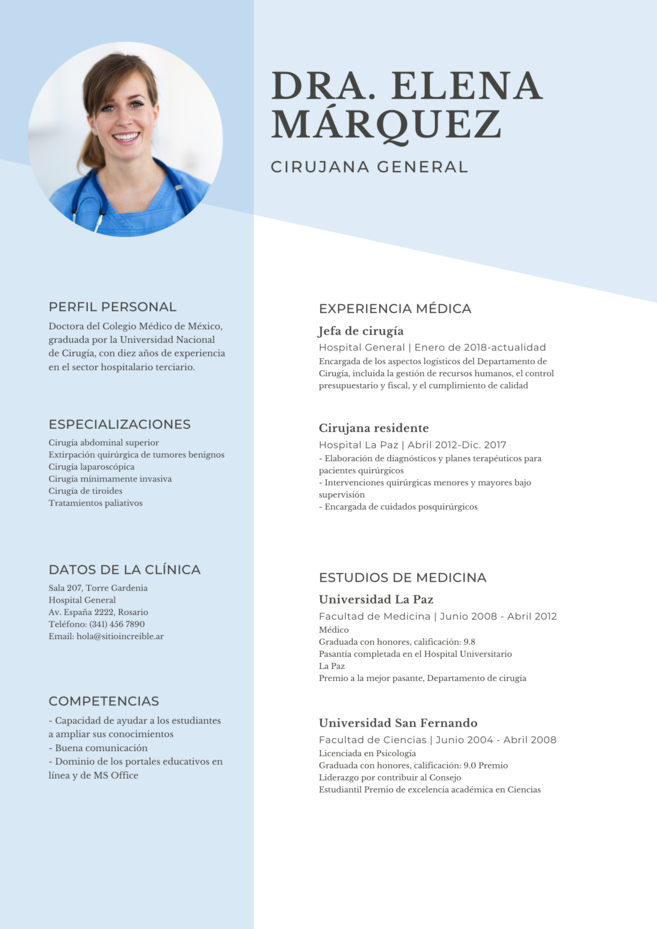 DRA. ELENA
MÁRQUEZ
CIRUJANA GENERAL
PERFIL PERSONAL
Doctora del Colegio Médico de México,
graduada por la Universidad Nacional
de Cirugía, con diez años de experiencia
en el sector hospitalario terciario.
ESPECIALIZACIONES
Cirugía abdominal superior
Extirpación quirúrgica de tumores benignos
Cirugía laparoscópica
Cirugía mínimamente invasiva
Cirugía de tiroides
Tratamientos paliativos
DATOS DE LA CLÍNICA
Sala 207, Torre Gardenia
Hospital General
Av. España 2222, Rosario
Teléfono: (341) 456 7890
Email: hola@sitioincreible.ar
COMPETENCIAS
- Capacidad de ayudar a los estudiantes
a ampliar sus conocimientos
- Buena comunicación
- Dominio de los portales educativos en
línea y de MS Office
EXPERIENCIA MÉDICA
Jefa de cirugía
Hospital General | Enero de 2018-actualidad
Encargada de los aspectos logísticos del Departamento de
Cirugía, incluida la gestión de recursos humanos, el control
presupuestario y fiscal, y el cumplimiento de calidad
Cirujana residente
Hospital La Paz | Abril 2012-Dic. 2017
- Elaboración de diagnósticos y planes terapéuticos para
pacientes quirúrgicos
- Intervenciones quirúrgicas menores y mayores bajo
supervisión
- Encargada de cuidados posquirúrgicos
ESTUDIOS DE MEDICINA
Universidad La Paz
Facultad de Medicina | Junio 2008 - Abril 2012
Médico
Graduada con honores, calificación: 9.8
Pasantía completada en el Hospital Universitario
La Paz
Premio a la mejor pasante, Departamento de cirugía
Universidad San Fernando
Facultad de Ciencias | Junio 2004 - Abril 2008
Licenciada en Psicología
Graduada con honores, calificación: 9.0 Premio
Liderazgo por contribuir al Consejo
Estudiantil Premio de excelencia académica en Ciencias